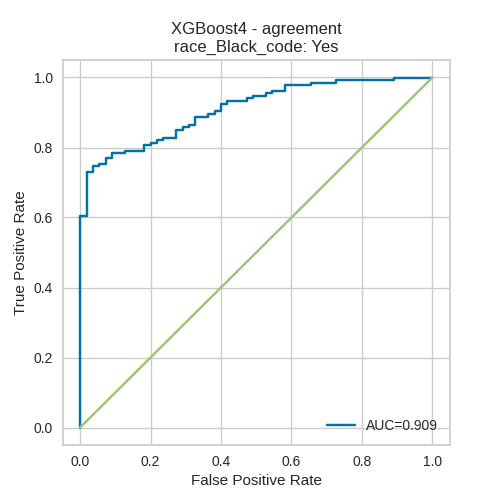 XGBoost4 - agreement
race_Black_code: Yes
True Positive Rate
1.0
0.8
0.6
0.4
0.2
0.0
AUC=0.909
0.0 0.2 0.4 0.6 0.8 1.0
False Positive Rate